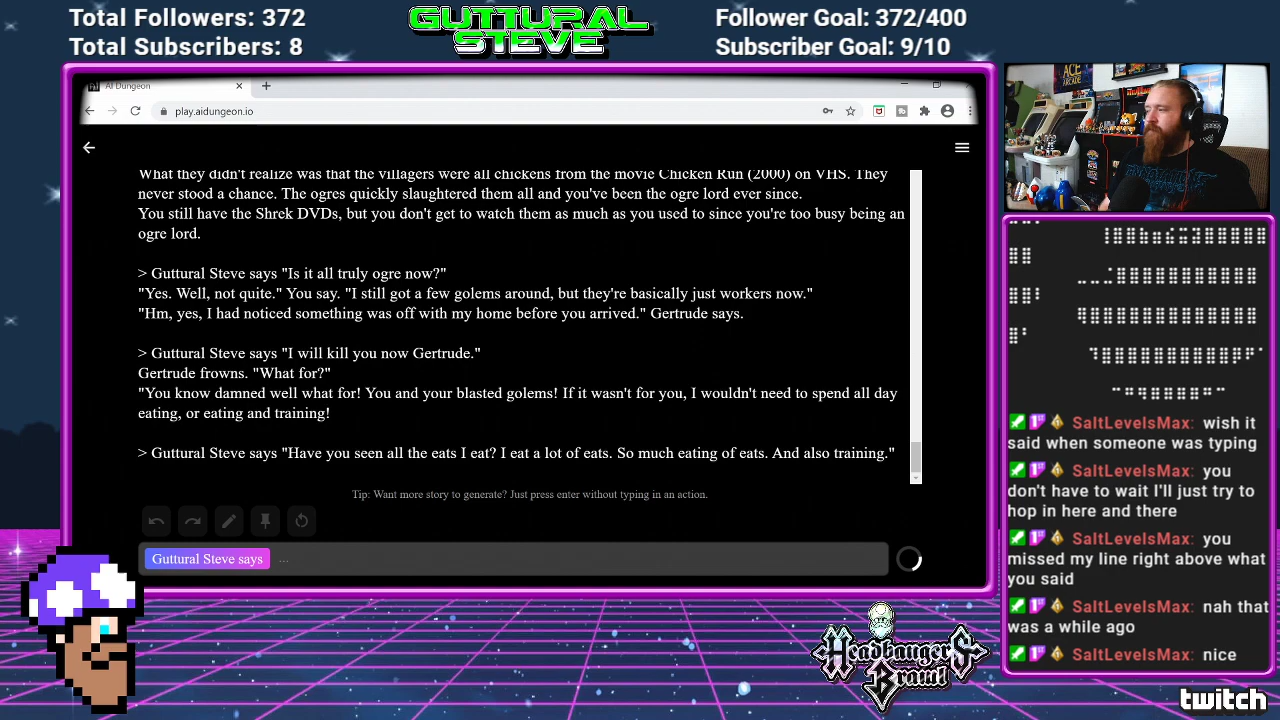 Total Followers: 372
Total Subscribers: 8
GUTTURAL
STEVE
Follower Goal: 372/400
Subscriber Goal: 9/10
AI Dungeon
play.aidungeon.io
What they didn't realize was that the villagers were all chickens from the movie Chicken Run (2000) on VHS. They
never stood a chance. The ogres quickly slaughtered them all and you've been the ogre lord ever since.
You still have the Shrek DVDs, but you don't get to watch them as much as you used to since you're too busy being an
ogre lord.
> Guttural Steve says "Is it all truly ogre now?"
"Yes. Well, not quite." You say. "I still got a few golems around, but they're basically just workers now."
"Hm, yes, I had noticed something was off with my home before you arrived." Gertrude says.
> Guttural Steve says "I will kill you now Gertrude."
Gertrude frowns. "What for?"
"You know damned well what for! You and your blasted golems! If it wasn't for you, I wouldn't need to spend all day
eating, or eating and training!
> Guttural Steve says "Have you seen all the eats I eat? I eat a lot of eats. So much eating of eats. And also training."
Tip: Want more story to generate? Just press enter without typing in an action.
Guttural Steve says ...
ACE
ARCADE
SaltLevelsMax: wish it
said when someone was typing
SaltLevelsMax: you
don't have to wait I'll just try to
hop in here and there
SaltLevelsMax: you
missed my line right above what
you said
SaltLevelsMax: nah that
was a while ago
SaltLevelsMax: nice
Headbangers
Brawl
twitch